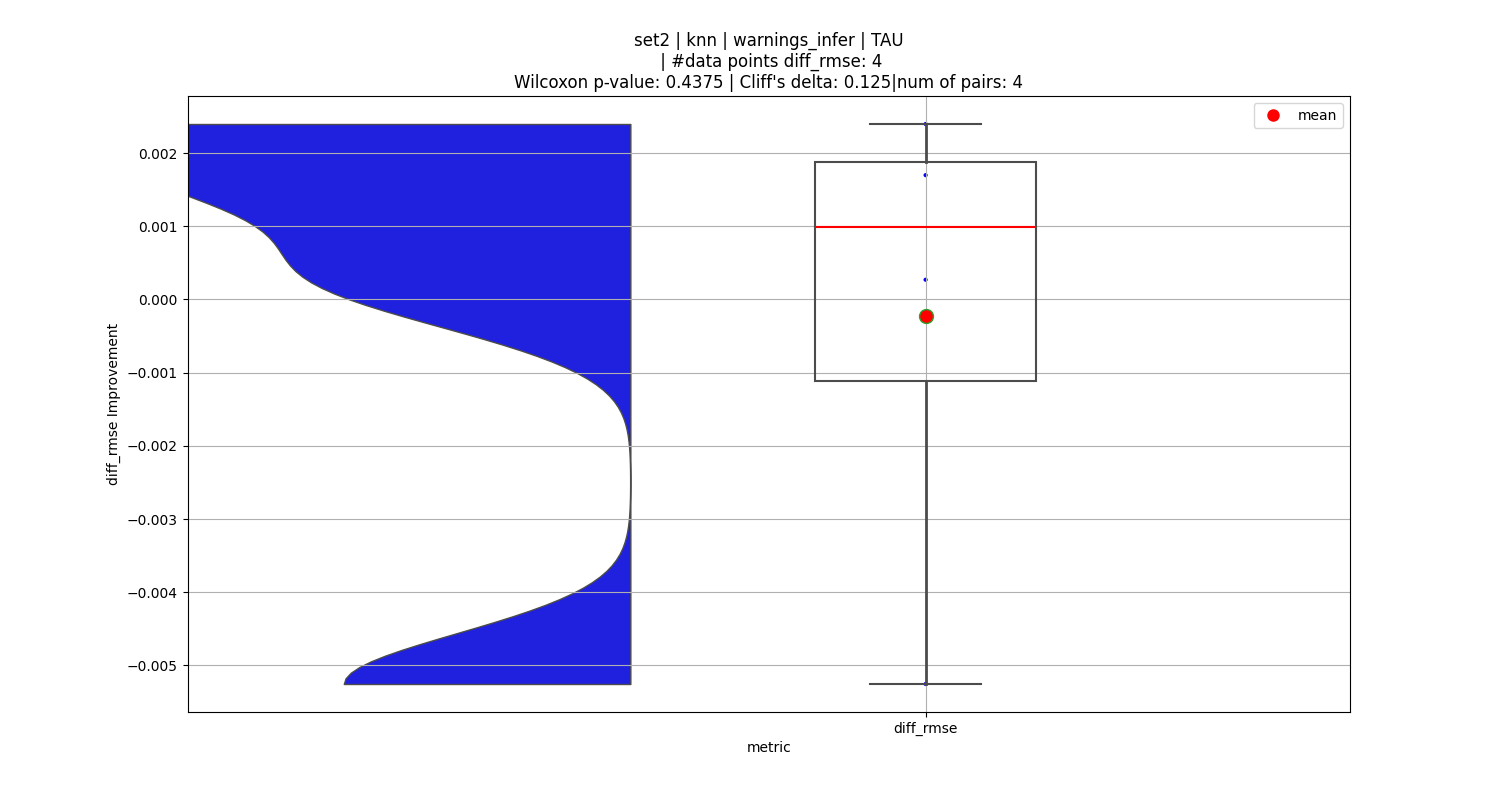 set2 | knn | warnings_infer | TAU
| #data points diff_rmse: 4
Wilcoxon p-value: 0.4375 | Cliff's delta: 0.125|num of pairs: 4
mean
0.002
0.001
0.000
−0.001
−0.002
−0.003
−0.004
−0.005
diff_rmse Improvement
diff_rmse
metric